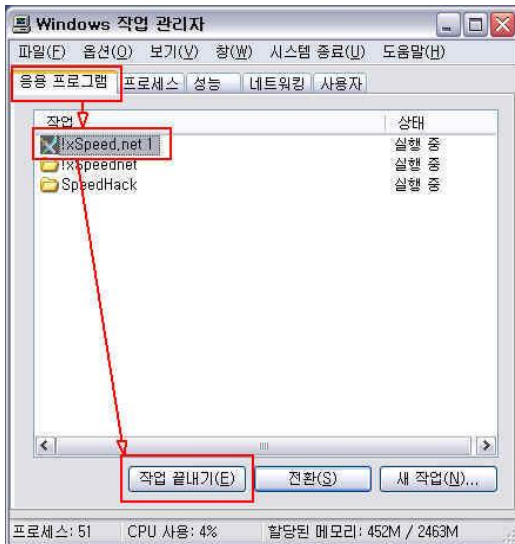 Windows 작업 관리자
파일(F) 옵션(O) 보기(V) 창(W) 시스템 종료(U) 도움말(H)
응용 프로그램 프로세스 성능 네트워킹 사용자
작업 상태
!xSpeed,net 1 실행 중
!xSpeednet 실행 중
SpeedHack 실행 중
작업 끝내기(E) 전환(S) 새 작업(N)...
프로세스: 51 CPU 사용: 4% 할당된 메모리: 452M / 2463M